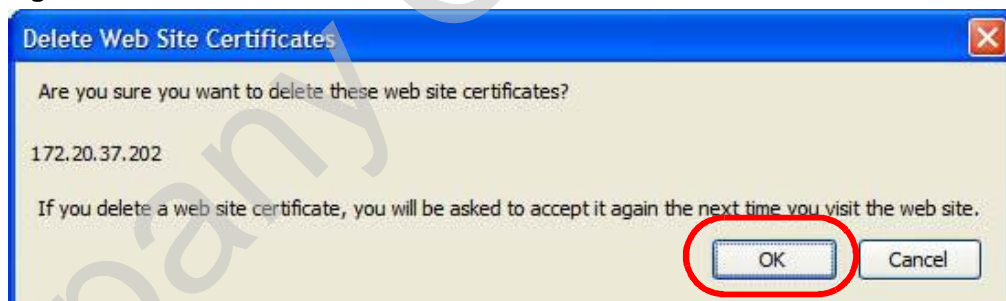 Delete Web Site Certificates
Are you sure you want to delete these web site certificates?
172.20.37.202
If you delete a web site certificate, you will be asked to accept it again the next time you visit the web site.
OK Cancel